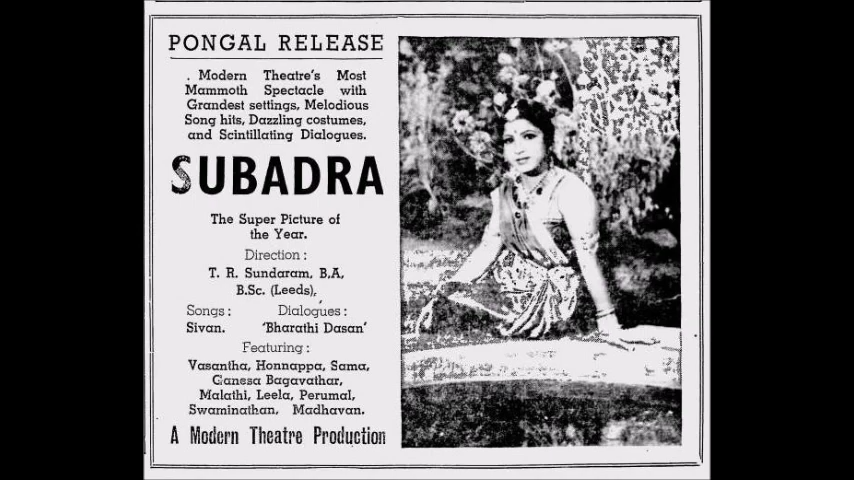 PONGAL RELEASE
. Modern Theatre's Most
Mammoth Spectacle with
Grandest settings, Melodious
Song hits, Dazzling costumes,
and Scintillating Dialogues.
SUBADRA
The Super Picture of
the Year.
Direction :
T. R. Sundaram, B,A,
B.Sc. (Leeds),
Songs : Dialogues :
Sivan. 'Bharathi Dasan'
Featuring :
Vasantha, Honnappa, Sama,
Ganesa Bagavathar,
Malathi, Leela, Perumal,
Swaminathan, Madhavan.
A Modern Theatre Production